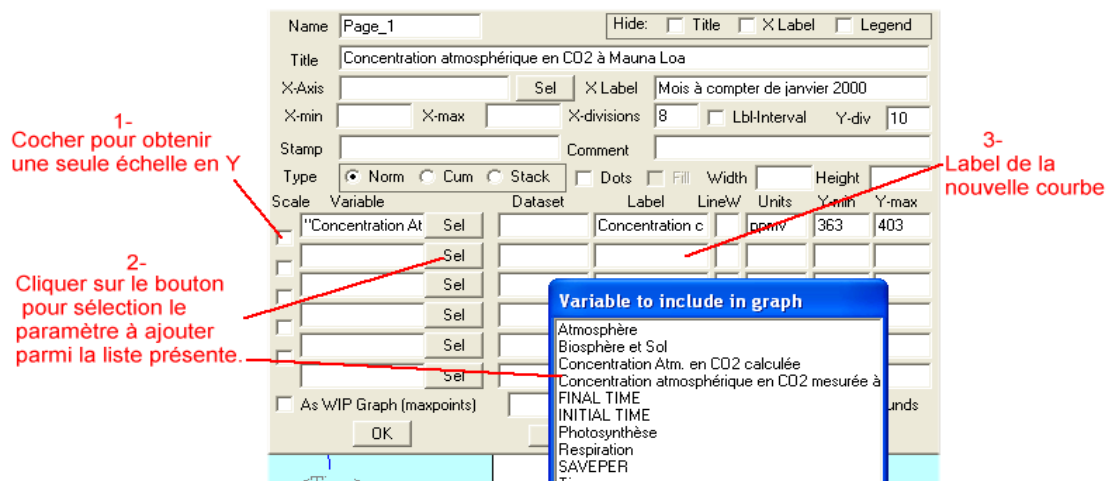 Name Page_1 Hide: Title X Label Legend
Title Concentration atmosphérique en CO2 à Mauna Loa
X-Axis Sel X Label Mois à compter de janvier 2000
X-min X-max X-divisions 8 Lbl-Interval Y-div 10
Stamp Comment
Type Norm Cum Stack Dots Fill Width Height
Scale Variable Dataset Label LineW Units Y-min Y-max
"Concentration At Sel Concentration c ppmv 363 403
Sel
Sel
Sel
Sel
Sel
As WIP Graph (maxpoints) unds
OK
1-
Cocher pour obtenir
une seule échelle en Y
2-
Cliquer sur le bouton
pour sélection le
paramètre à ajouter
parmi la liste présente.
3-
Label de la
nouvelle courbe
Variable to include in graph
Atmosphère
Biosphère et Sol
Concentration Atm. en CO2 calculée
Concentration atmosphérique en CO2 mesurée à
FINAL TIME
INITIAL TIME
Photosynthèse
Respiration
SAVEPER